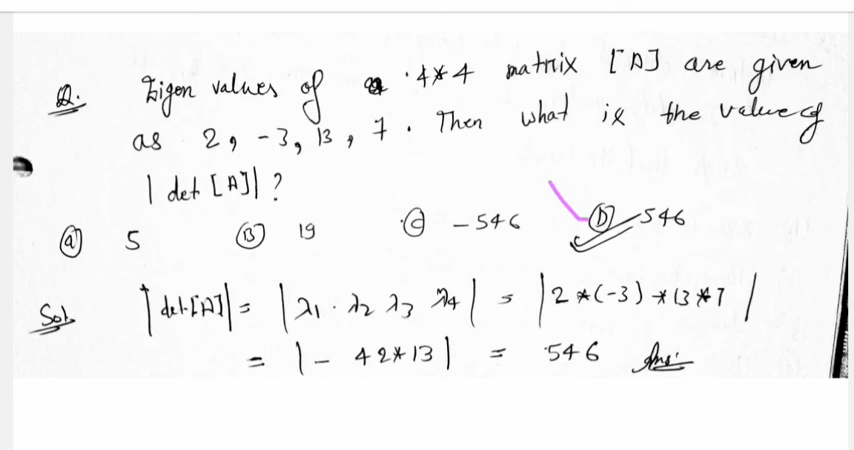 Q. Eigen values of 4*4 matrix [A] are given
as 2, -3, 13, 7. Then what is the value of
|det [A]|?
(a) 5 (B) 19 (C) -546 (D) 546
Sol |det[A]| = |λ1. λ2 λ3 λ4| = |2*(-3)*13*7|
= |- 42*13| = 546 Ans: